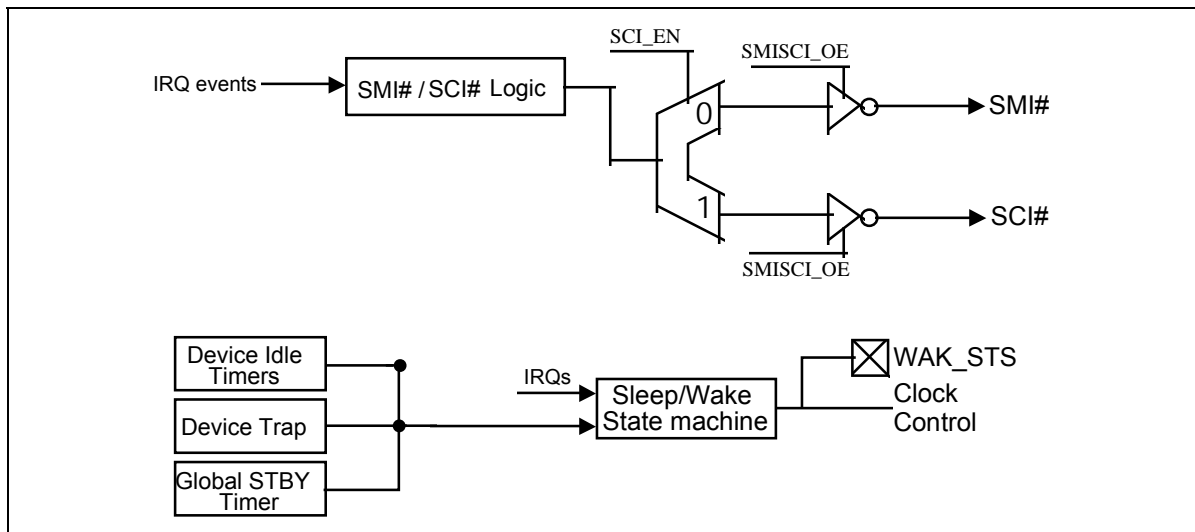 SCI_EN
SMISCI_OE
IRQ events
SMI# / SCI# Logic
0
SMI#
1
SCI#
SMISCI_OE
Device Idle
Timers
Device Trap
Global STBY
Timer
IRQs
Sleep/Wake
State machine
WAK_STS
Clock
Control